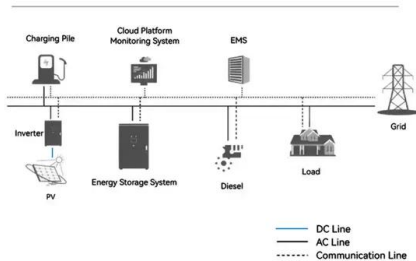 Charging Pile
Cloud Platform
Monitoring System
EMS
Grid
Inverter
PV
Energy Storage System
Diesel
Load
DC Line
AC Line
Communication Line